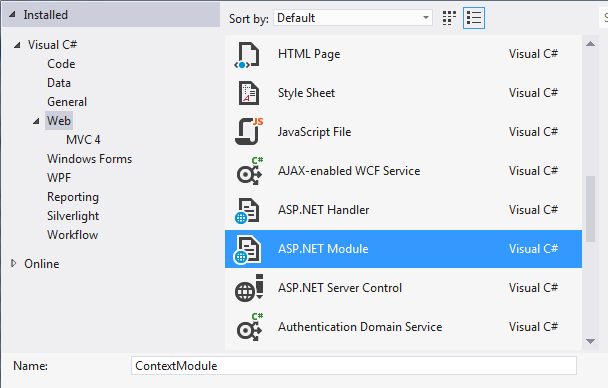 Installed
Sort by: Default
Visual C#
Code
Data
General
Web
MVC 4
Windows Forms
WPF
Reporting
Silverlight
Workflow
Online
HTML Page Visual C#
Style Sheet Visual C#
JS
JavaScript File Visual C#
C#
AJAX-enabled WCF Service Visual C#
ASP.NET Handler Visual C#
ASP.NET Module Visual C#
ASP.NET Server Control Visual C#
C#
Authentication Domain Service Visual C#
Name: ContextModule